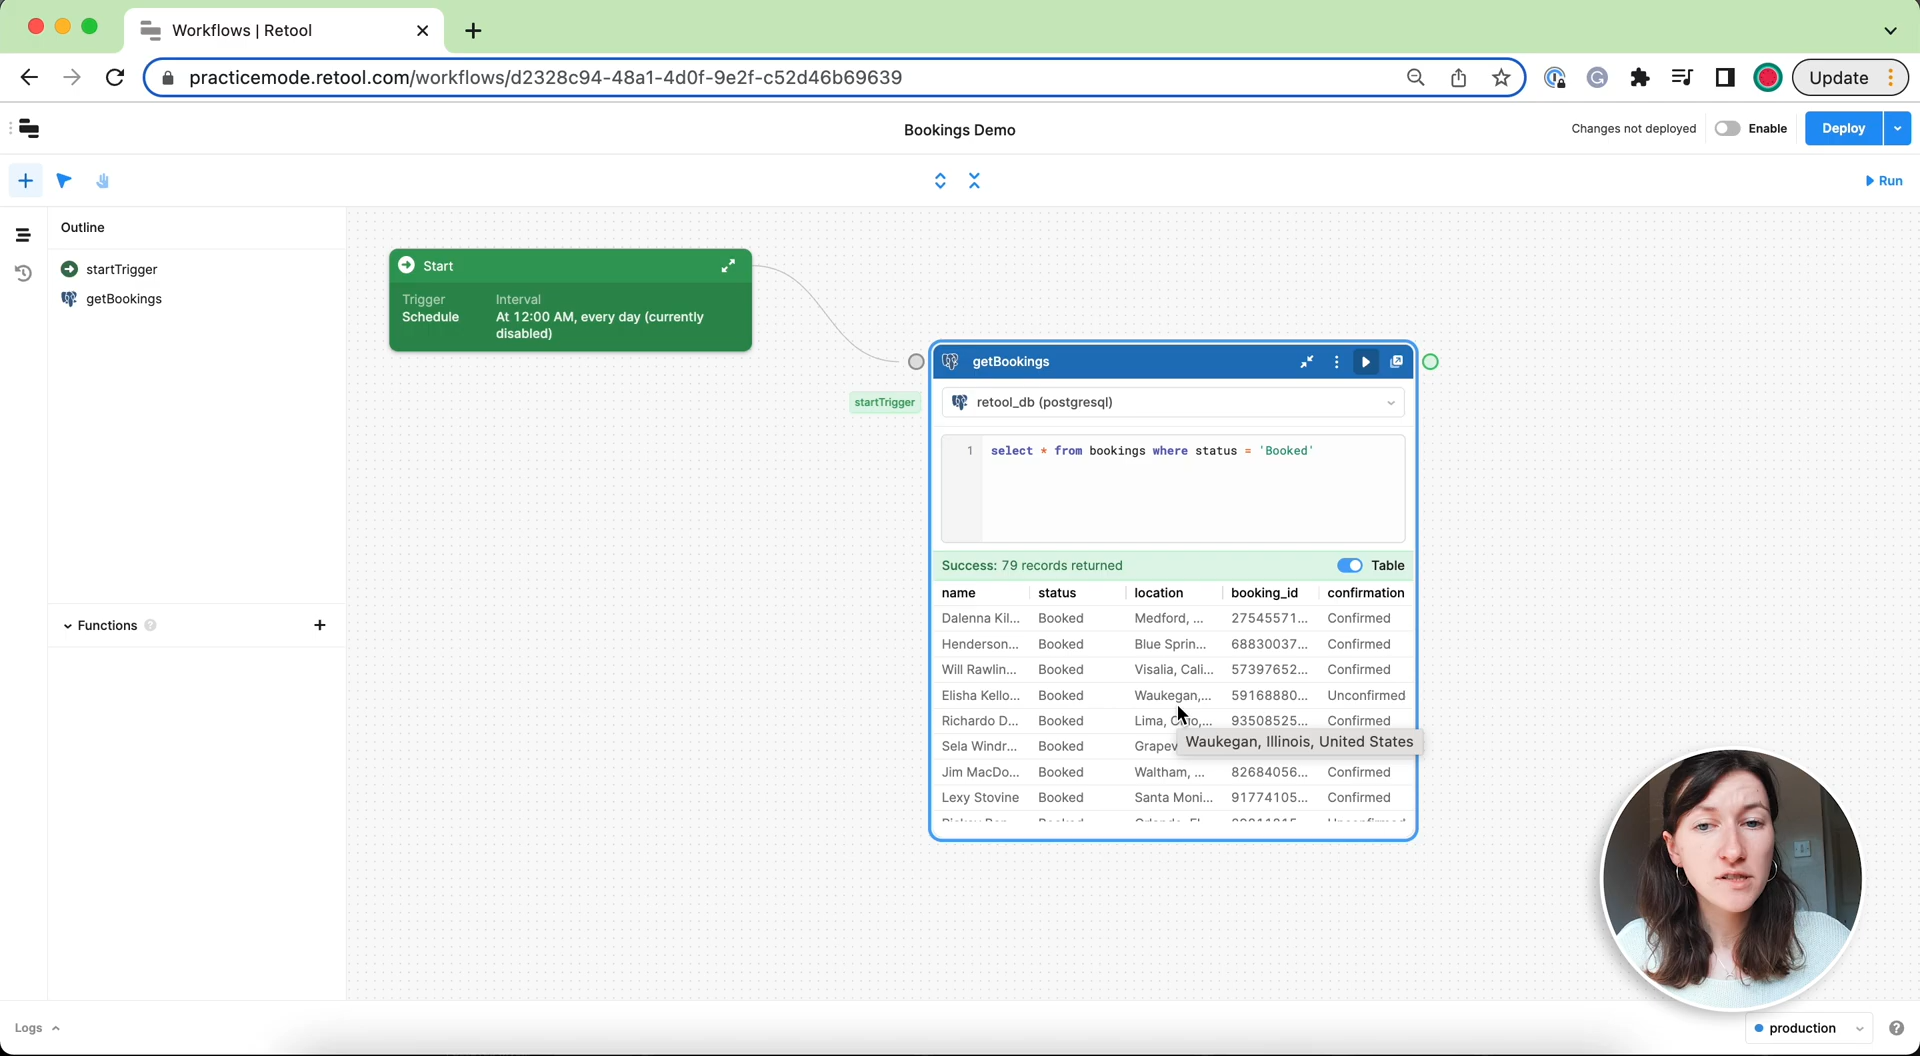 Workflows | Retool
practicemode.retool.com/workflows/d2328c94-48a1-4d0f-9e2f-c52d46b69639
Update
Bookings Demo
Changes not deployed
Enable
Deploy
Run
Outline
startTrigger
getBookings
Functions
Start
Trigger
Interval
Schedule
At 12:00 AM, every day (currently
disabled)
startTrigger
getBookings
retool_db (postgresql)
1 select * from bookings where status = 'Booked'
Success: 79 records returned
Table
name status location booking_id confirmation
Dalenna Kil... Booked Medford, ... 27545571... Confirmed
Henderson... Booked Blue Sprin... 68830037... Confirmed
Will Rawlin... Booked Visalia, Cali... 57397652... Confirmed
Elisha Kello... Booked Waukegan,... 59168880... Unconfirmed
Richardo D... Booked Lima, 93508525... Confirmed
Sela Windr... Booked Grapev
Waukegan, Illinois, United States
Jim MacDo... Booked Waltham, ... 82684056... Confirmed
Lexy Stovine Booked Santa Moni... 91774105... Confirmed
Logs
production